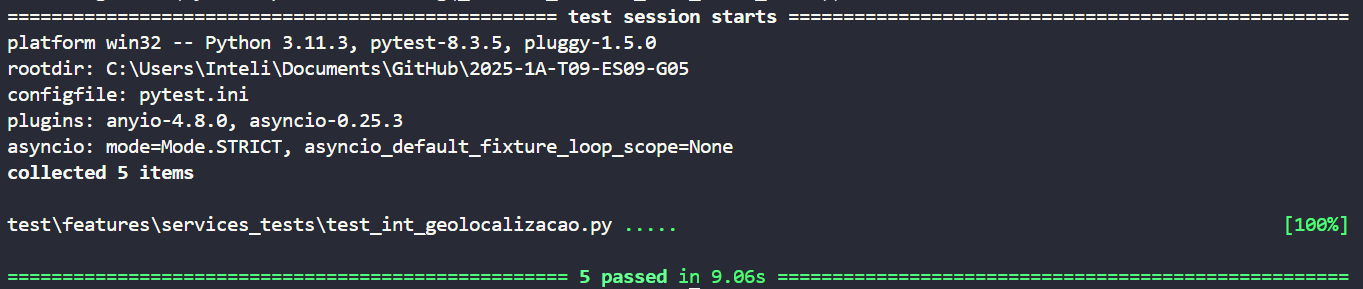 ================================================== test session starts ===================================================
platform win32 -- Python 3.11.3, pytest-8.3.5, pluggy-1.5.0
rootdir: C:\Users\Inteli\Documents\GitHub\2025-1A-T09-ES09-G05
configfile: pytest.ini
plugins: anyio-4.8.0, asyncio-0.25.3
asyncio: mode=Mode.STRICT, asyncio_default_fixture_loop_scope=None
collected 5 items
test\features\services_tests\test_int_geolocalizacao.py ..... [100%]
=================================================== 5 passed in 9.06s ====================================================